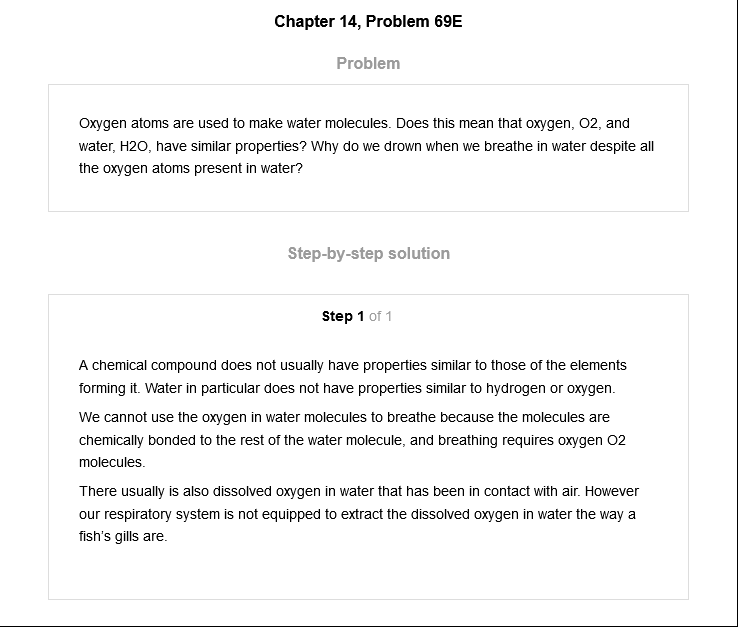 Chapter 14, Problem 69E
Problem
Oxygen atoms are used to make water molecules. Does this mean that oxygen, O2, and
water, H2O, have similar properties? Why do we drown when we breathe in water despite all
the oxygen atoms present in water?
Step-by-step solution
Step 1 of 1
A chemical compound does not usually have properties similar to those of the elements
forming it. Water in particular does not have properties similar to hydrogen or oxygen.
We cannot use the oxygen in water molecules to breathe because the molecules are
chemically bonded to the rest of the water molecule, and breathing requires oxygen O2
molecules.
There usually is also dissolved oxygen in water that has been in contact with air. However
our respiratory system is not equipped to extract the dissolved oxygen in water the way a
fish's gills are.